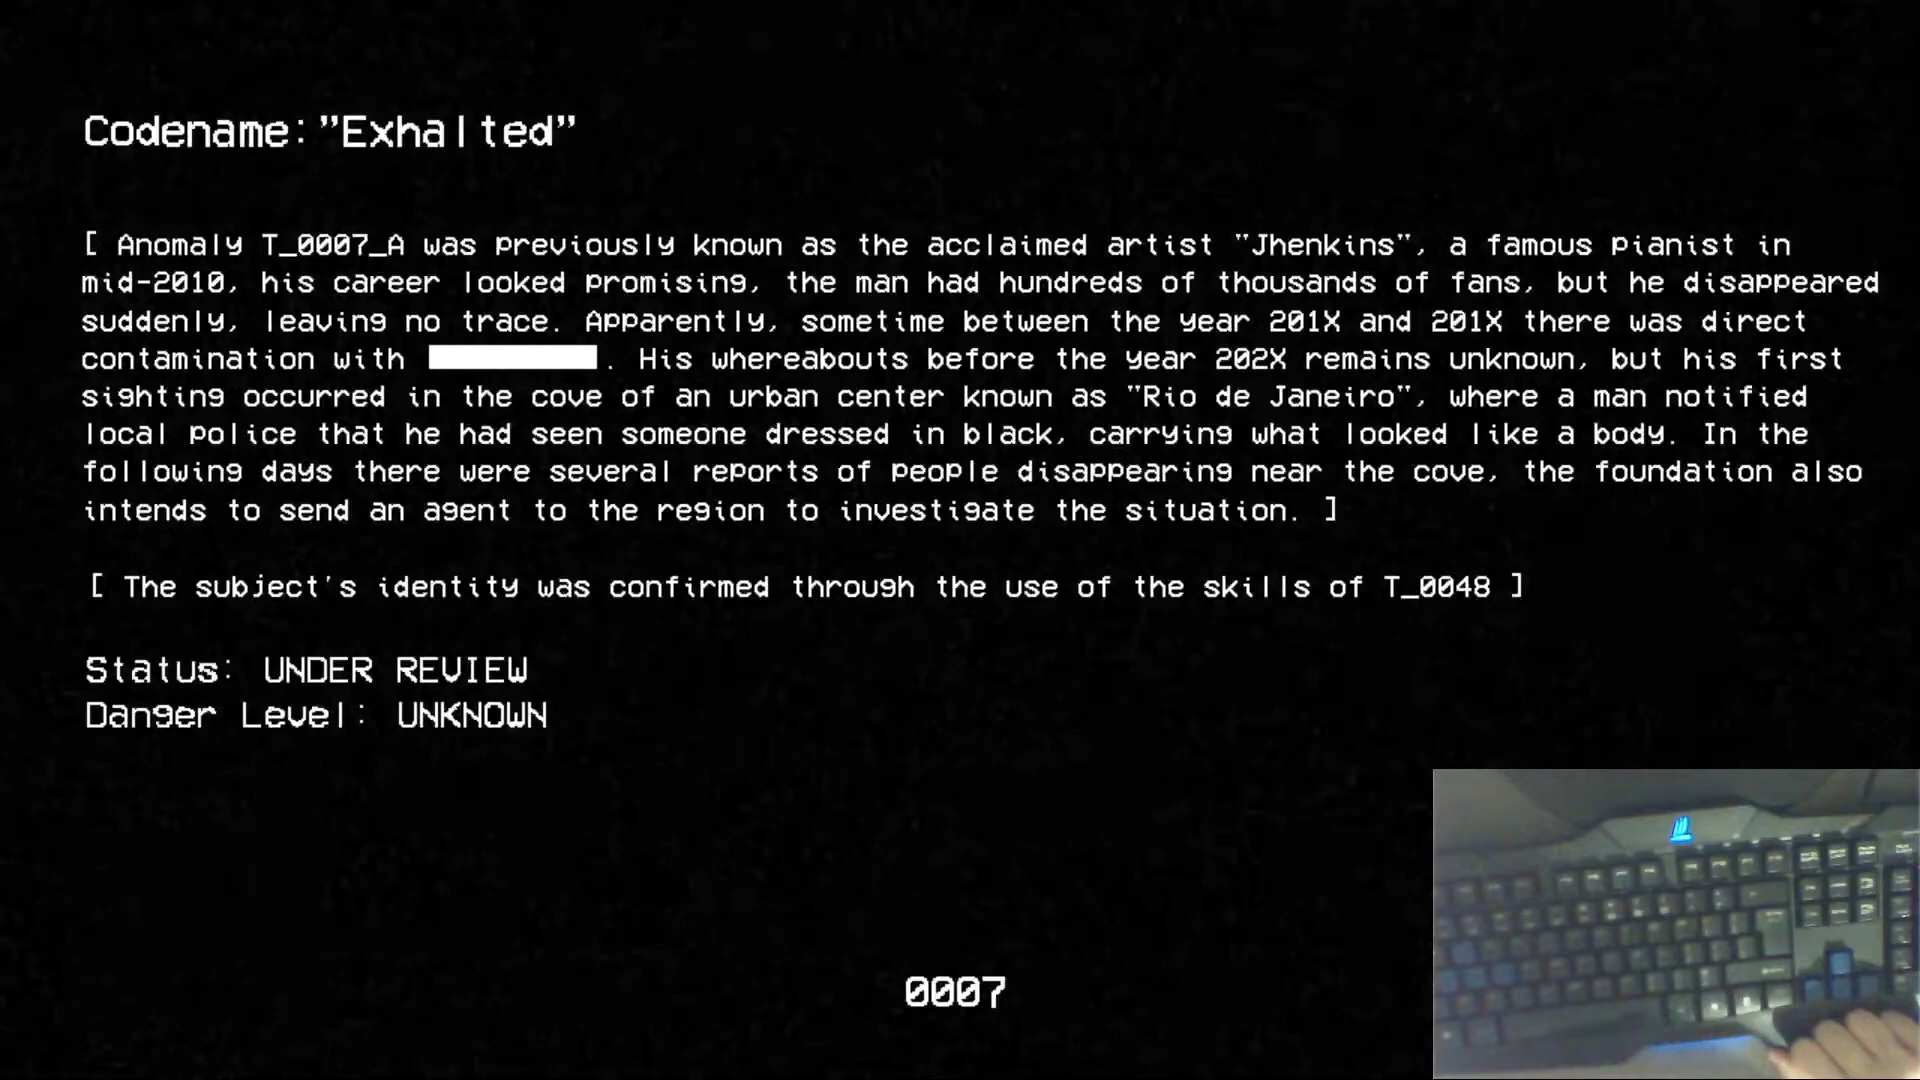 Codename:"Exhalted"
[ Anomaly T_0007_A was previously known as the acclaimed artist "Jhenkins", a famous pianist in
mid-2010, his career looked promising, the man had hundreds of thousands of fans, but he disappeared
suddenly, leaving no trace. Apparently, sometime between the year 201X and 201X there was direct
contamination with . His whereabouts before the year 202X remains unknown, but his first
sighting occurred in the cove of an urban center known as "Rio de Janeiro", where a man notified
local police that he had seen someone dressed in black, carrying what looked like a body. In the
following days there were several reports of people disappearing near the cove, the foundation also
intends to send an agent to the region to investigate the situation. ]
[ The subject's identity was confirmed through the use of the skills of T_0048 ]
Status: UNDER REVIEW
Danger Level: UNKNOWN
0007